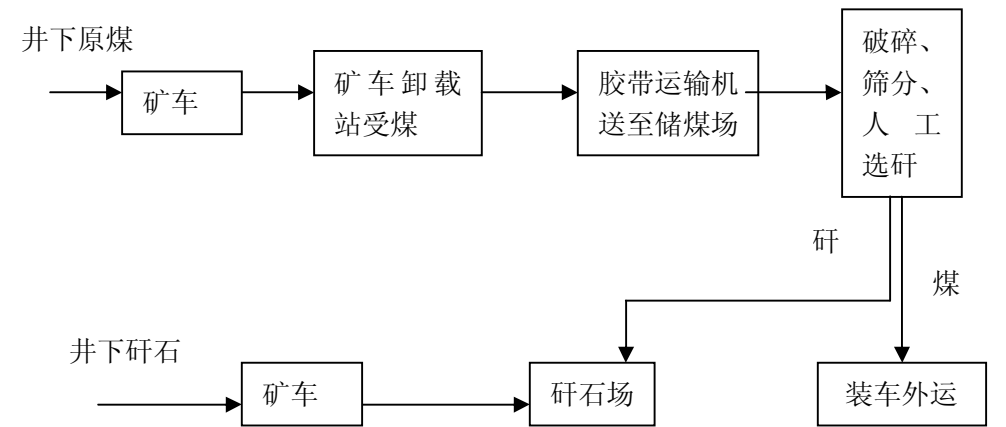 井下原煤
矿车
矿车卸载
站受煤
胶带运输机
送至储煤场
破碎、
筛分、
人工
选矸
矸
煤
井下矸石
矿车
矸石场
装车外运